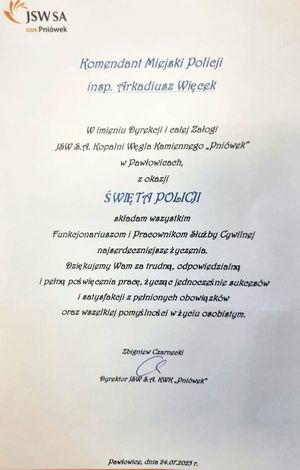 JSW SA
KWK Pniówek
Komendant Miejski Policji
insp. Arkadiusz Więcek
W imieniu Dyrekcji i całej Załogi
JSW S.A. Kopalni Węgla Kamiennego „Pniówek”
w Pawłowicach,
z okazji
ŚWIĘTA POLICJI
składam wszystkim
Funkcjonariuszom i Pracownikom Służby Cywilnej
najserdeczniejsze życzenia.
Dziękujemy Wam za trudną, odpowiedzialną
i pełną poświęcenia pracę, życząc jednocześnie sukcesów
i satysfakcji z pełnionych obowiązków
oraz wszelkiej pomyślności w życiu osobistym.
Zbigniew Czarnecki
Dyrektor JSW S.A. KWK „Pniówek”
Pawłowice, dnia 24.07.2025 r.